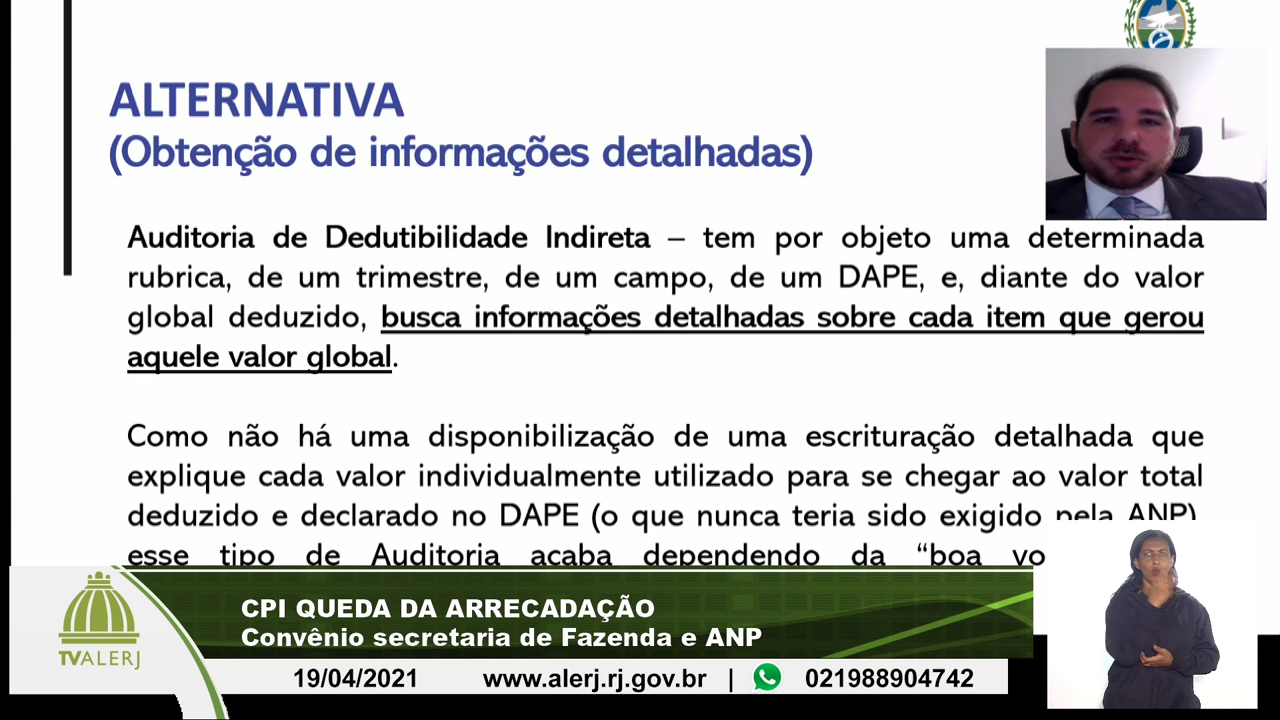 ALTERNATIVA
(Obtenção de informações detalhadas)
Auditoria de Dedutibilidade Indireta – tem por objeto uma determinada
rubrica, de um trimestre, de um campo, de um DAPE, e, diante do valor
global deduzido, busca informações detalhadas sobre cada item que gerou
aquele valor global.
Como não há uma disponibilização de uma escrituração detalhada que
explique cada valor individualmente utilizado para se chegar ao valor total
deduzido e declarado no DAPE (o que nunca teria sido exigido pela ANP)
esse tipo de Auditoria acaba dependendo da “boa
CPI QUEDA DA ARRECADAÇÃO
Convênio secretaria de Fazenda e ANP
TVALERJ
19/04/2021 www.alerj.rj.gov.br | 021988904742